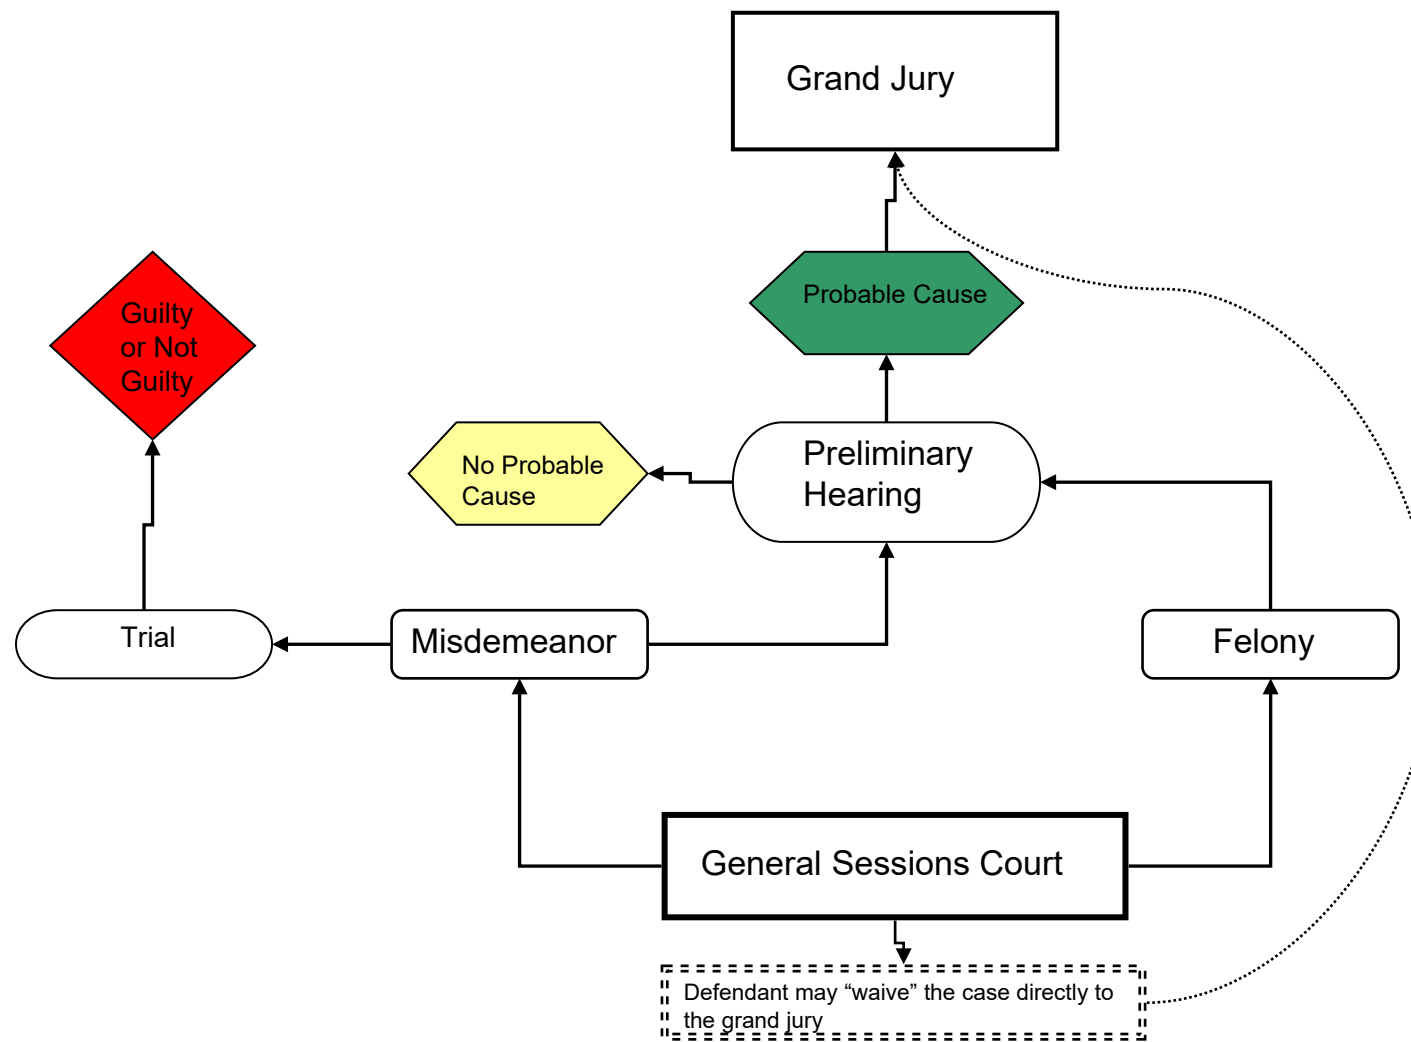 Grand Jury
Probable Cause
Guilty
or Not
Guilty
Preliminary
Hearing
No Probable
Cause
Trial
Misdemeanor
Felony
General Sessions Court
Defendant may “waive” the case directly to
the grand jury